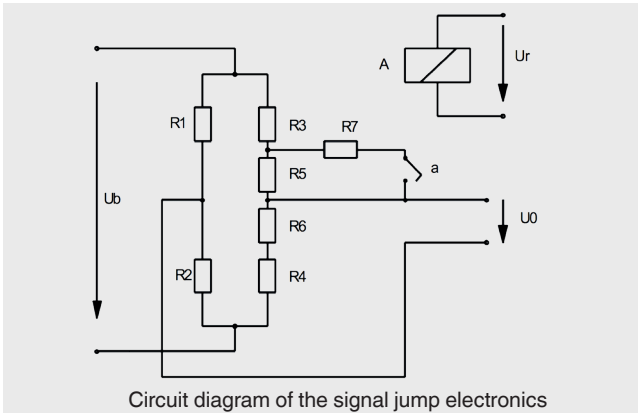 A
Ur
R1
R3
R7
a
R5
Ub
U0
R6
R2
R4
Circuit diagram of the signal jump electronics